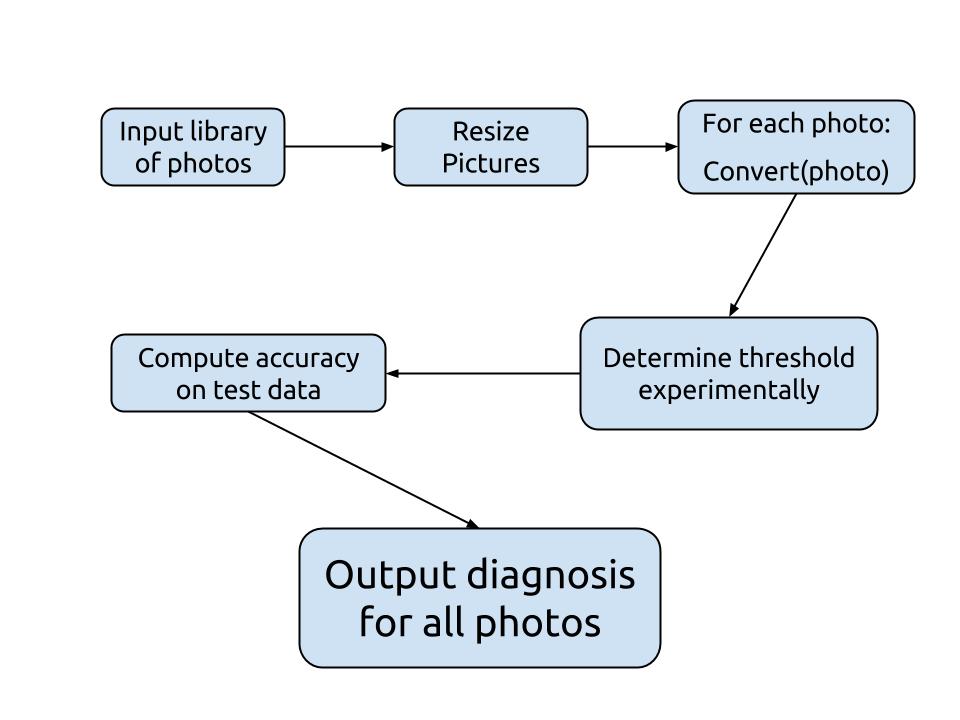 Input library
of photos
Resize
Pictures
For each photo:
Convert(photo)
Determine threshold
experimentally
Compute accuracy
on test data
Output diagnosis
for all photos